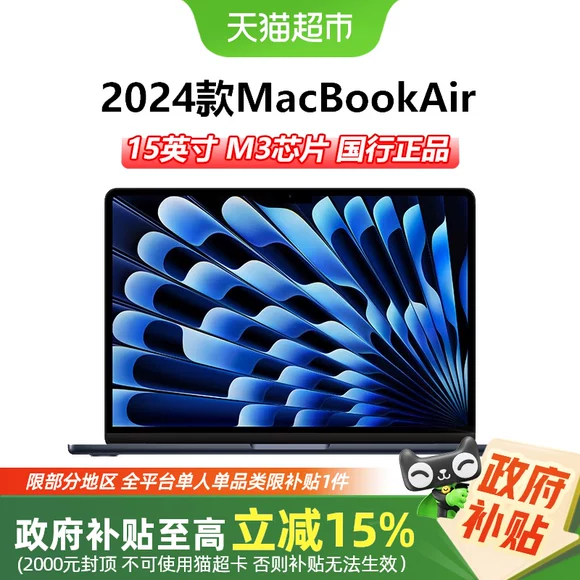 天猫超市
2024款MacBookAir
15英寸 M3芯片 国行正品
限部分地区 全平台单人单品类限补贴1件
政府补贴至高 立减15%
(2000元封顶 不可使用猫超卡 否则补贴无法生效)
政府
补贴